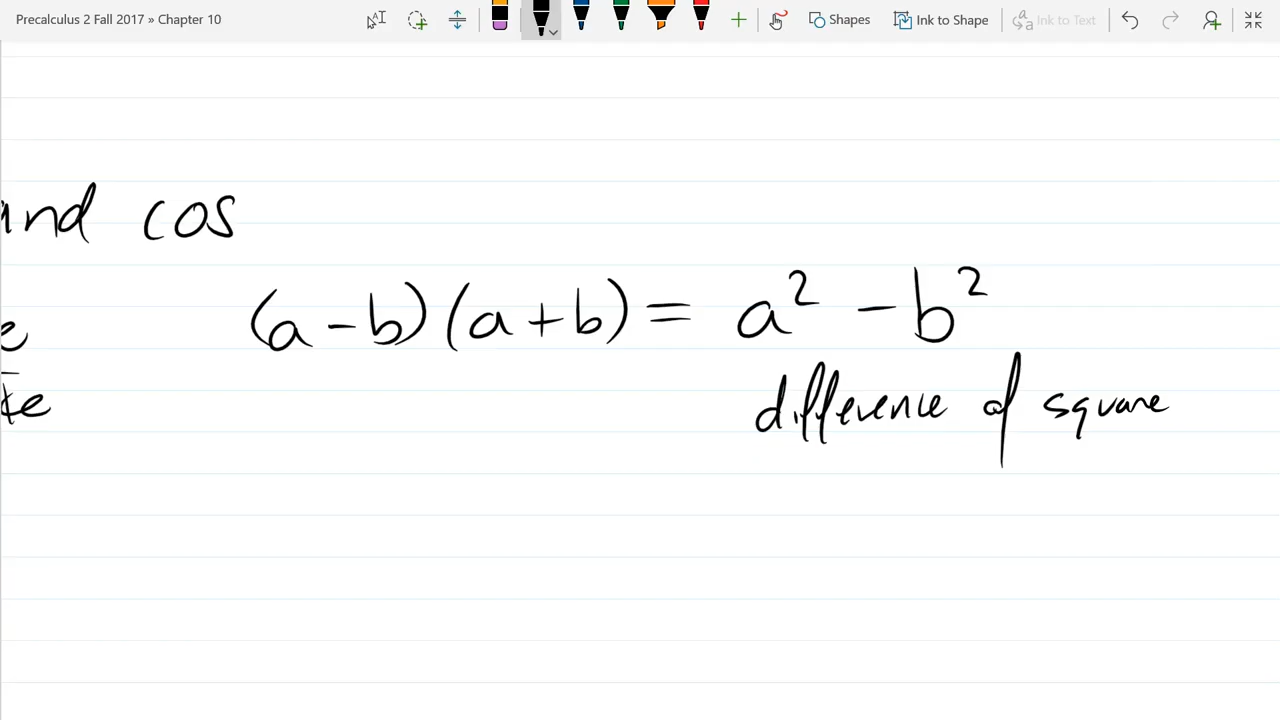 Precalculus 2 Fall 2017 » Chapter 10
Shapes
Ink to Shape
Ink to Text
and cos
(a-b)(a+b) = a² - b²
difference of square